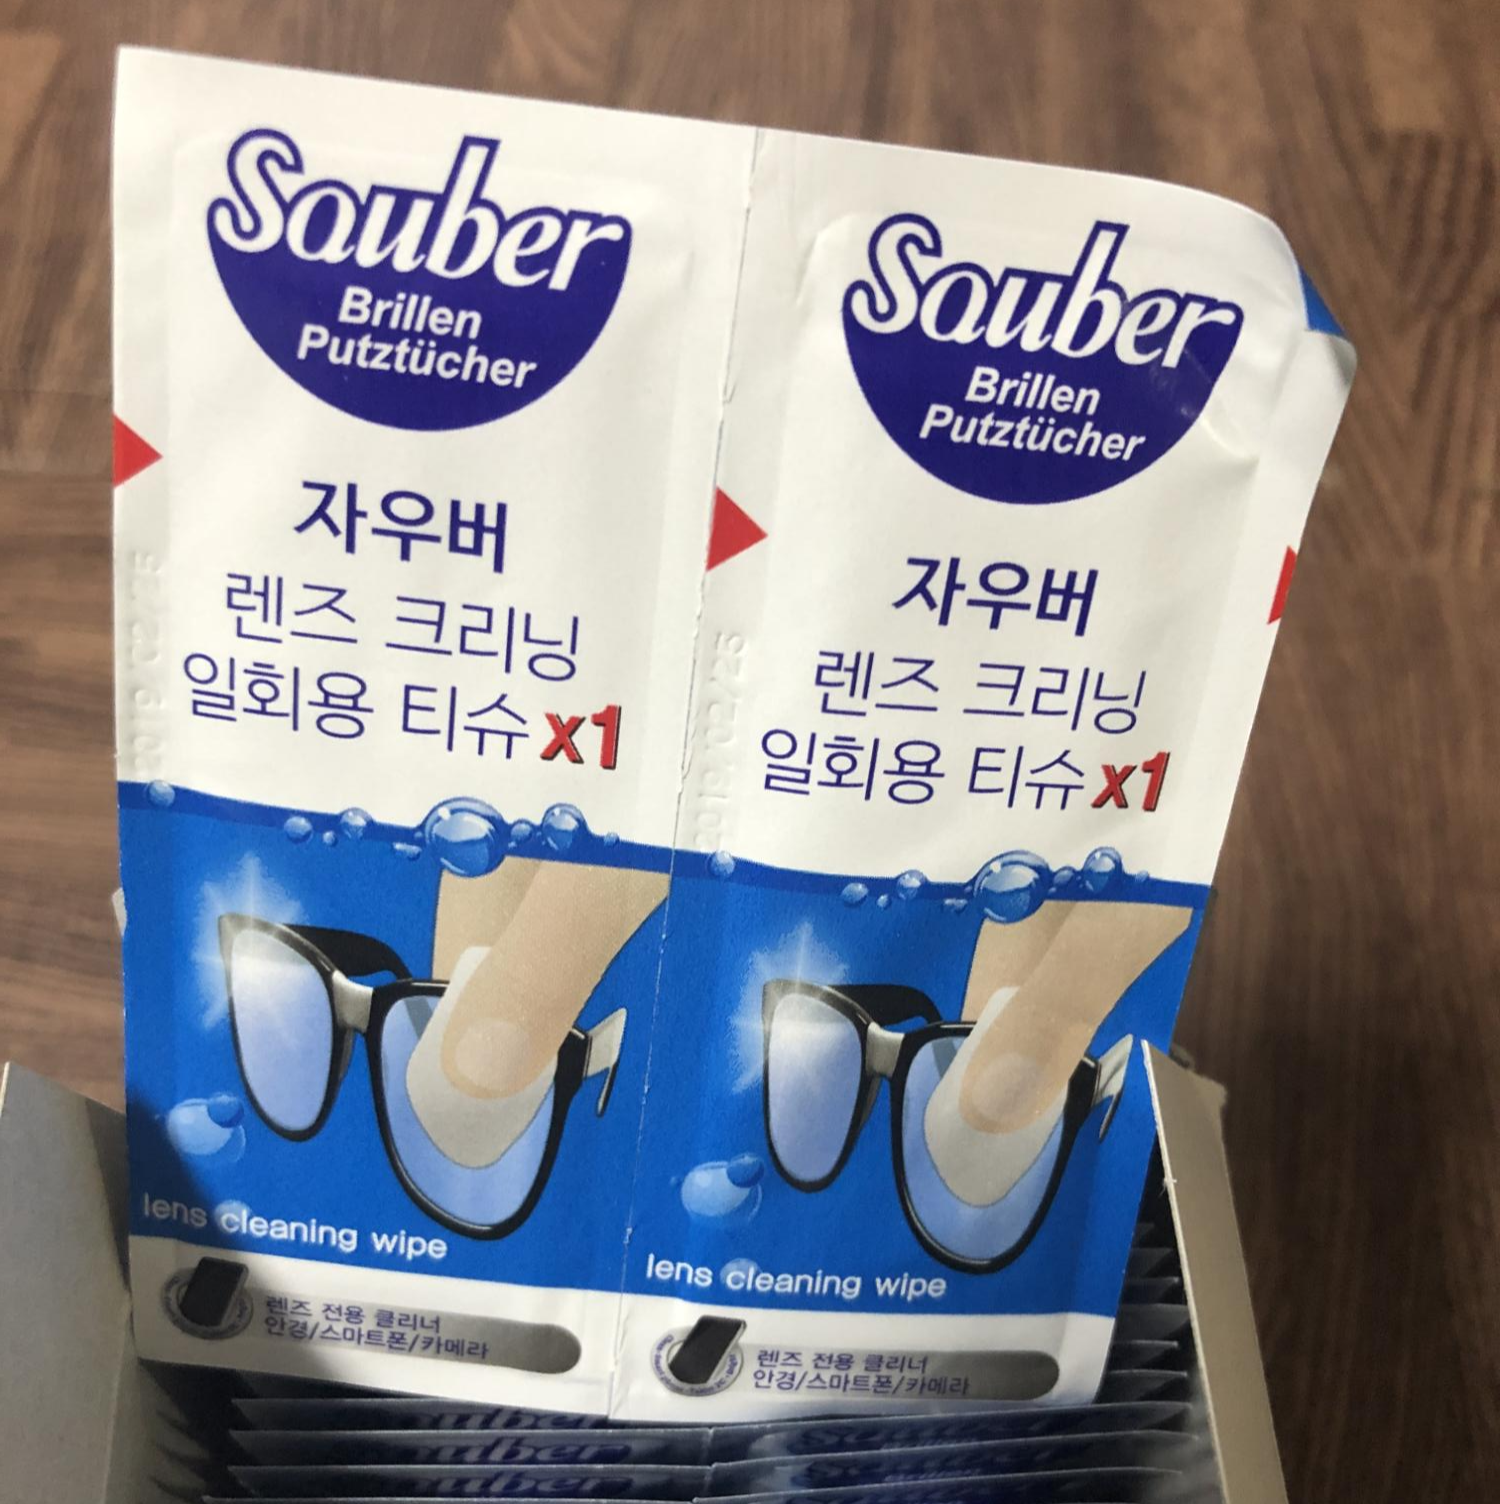 Sauber
Brillen
Putztücher
자우버
렌즈 크리닝
일회용 티슈 x1
lens cleaning wipe
렌즈 전용 클리너
안경/스마트폰/카메라
Sauber
Brillen
Putztücher
자우버
렌즈 크리닝
일회용 티슈 x1
lens cleaning wipe
렌즈 전용 클리너
안경/스마트폰/카메라